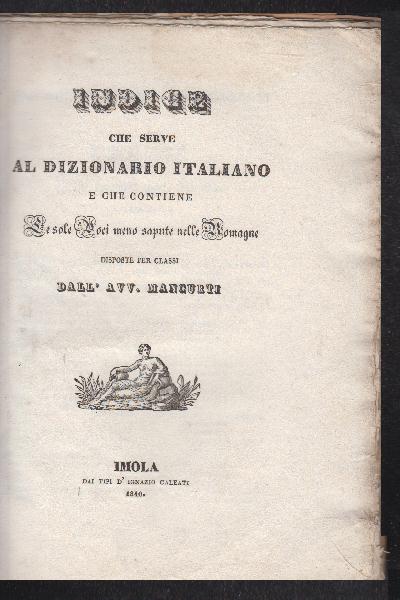 INDICE
CHE SERVE
AL DIZIONARIO ITALIANO
E CHE CONTIENE
Le sole Voci meno sapute nelle Romagne
DISPOSTE PER CLASSI
DALL' AVV. MANCURTI
IMOLA
DAI TIPI D' IGNAZIO GALEATI
1840.